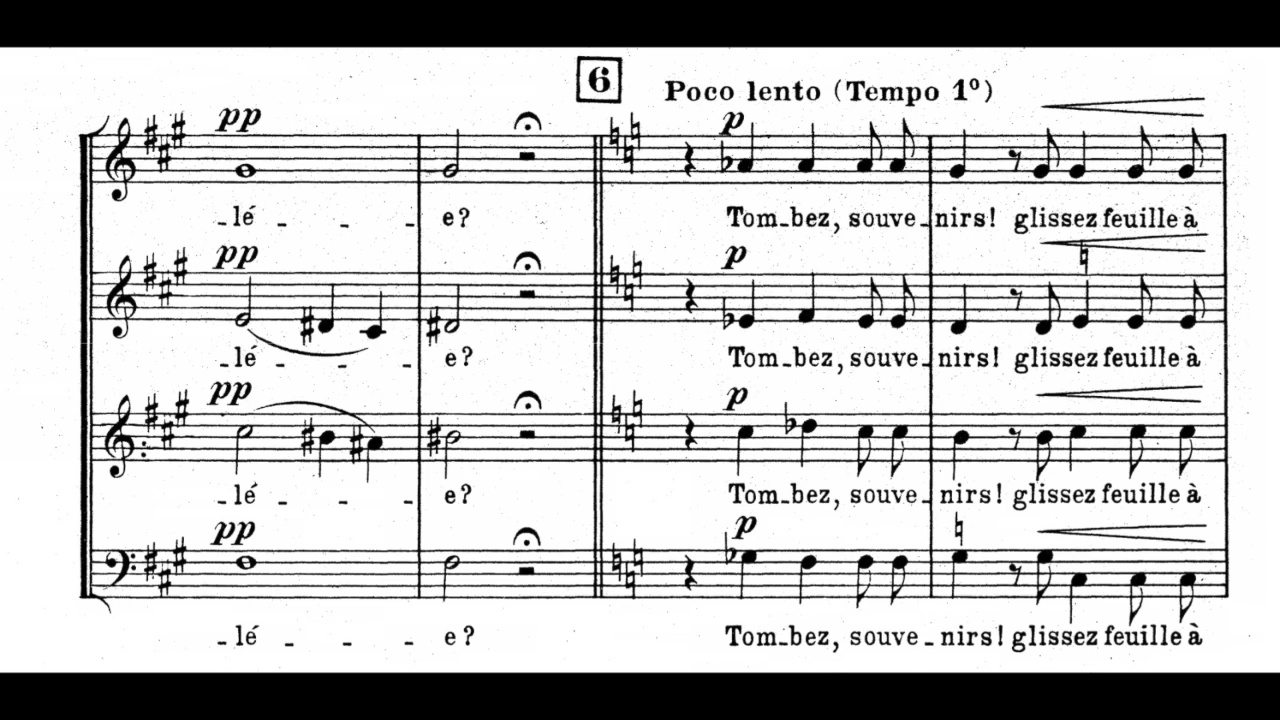 6 Poco lento (Tempo 1º)
pp p
-lé - - - e? Tom-bez, souve-nirs! glissez feuille à
pp p
-lé - - - e? Tom-bez, souve-nirs! glissez feuille à
pp p
-lé - - - e? Tom-bez, souve-nirs! glissez feuille à
pp p
-lé - - - e? Tom-bez, souve-nirs! glissez feuille à